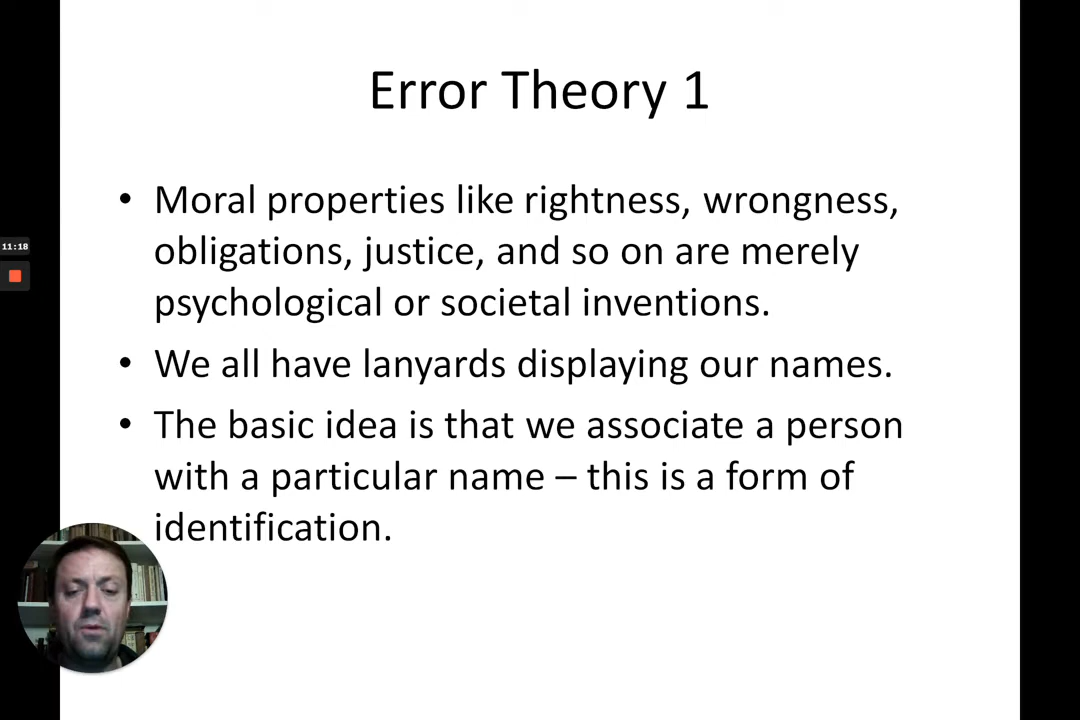 Error Theory 1
• Moral properties like rightness, wrongness,
obligations, justice, and so on are merely
psychological or societal inventions.
• We all have lanyards displaying our names.
• The basic idea is that we associate a person
with a particular name – this is a form of
identification.
11:18